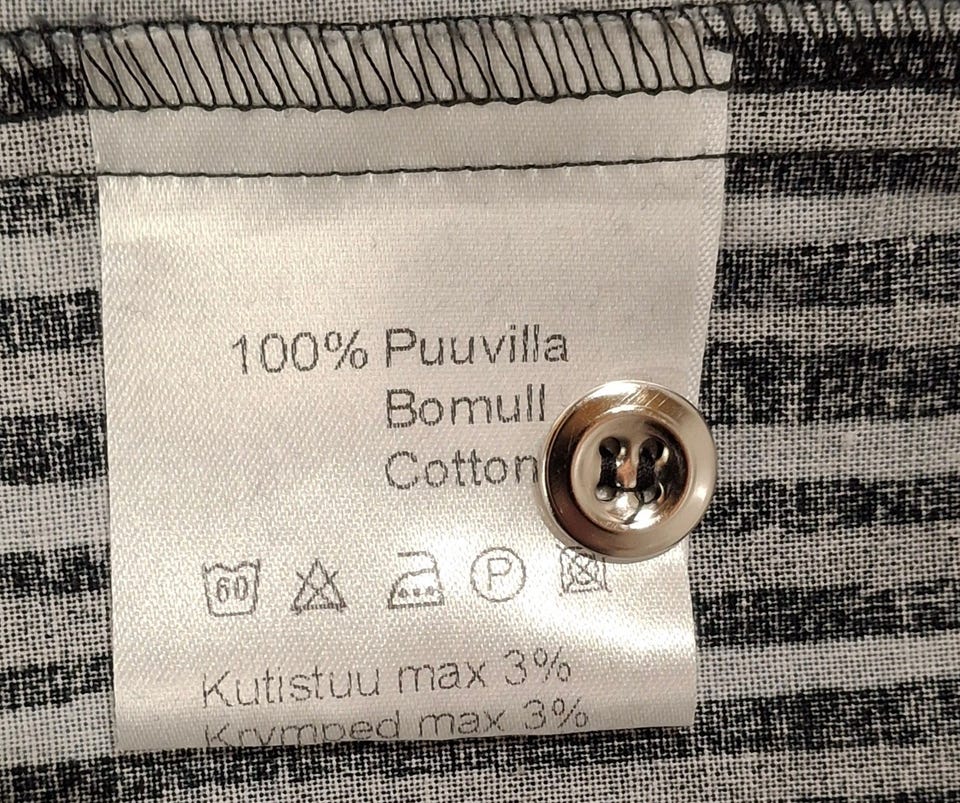 100% Puuvilla
Bomull
Cotton
60 P
Kutistuu max 3%
Krymped max 3%